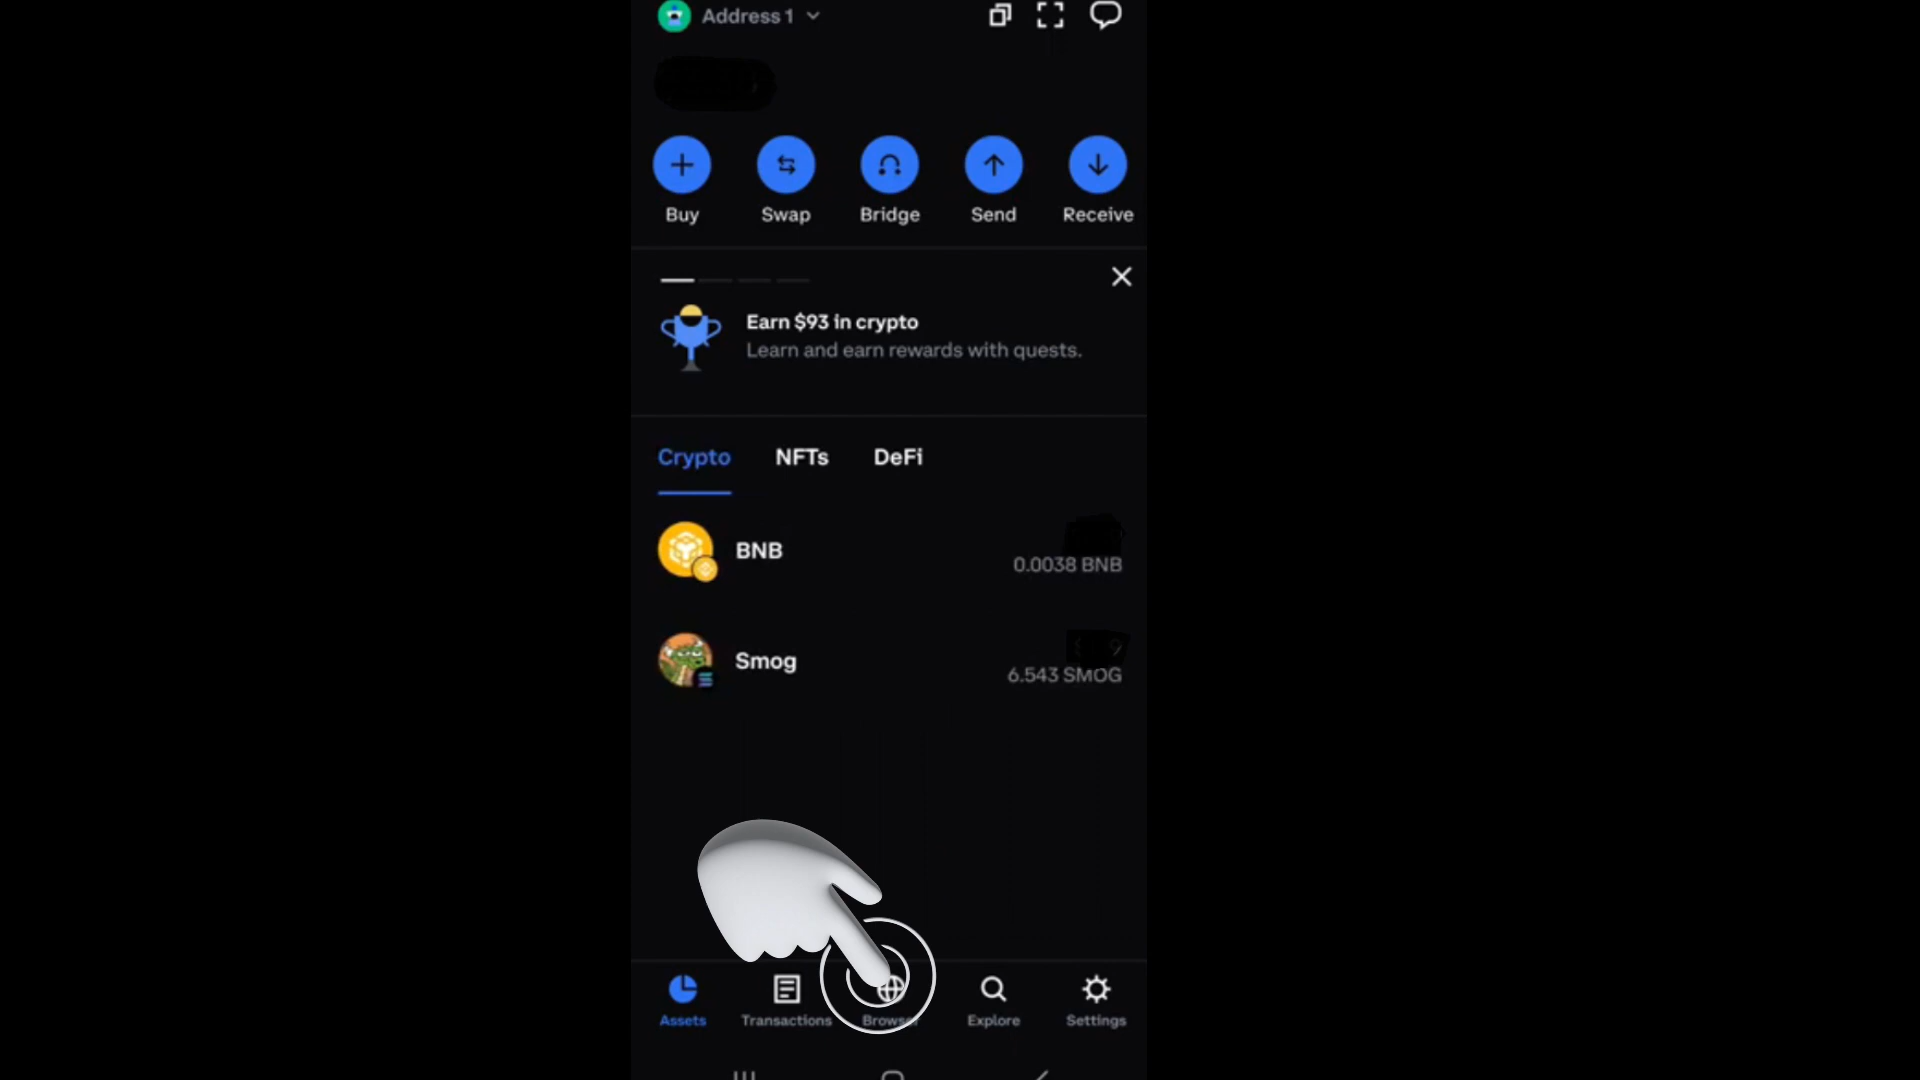 Address 1
Buy
Swap
Bridge
Send
Receive
Earn $93 in crypto
Learn and earn rewards with quests.
Crypto
NFTs
DeFi
BNB
0.0038 BNB
Smog
6.543 SMOG
Assets
Transactions
Browser
Explore
Settings